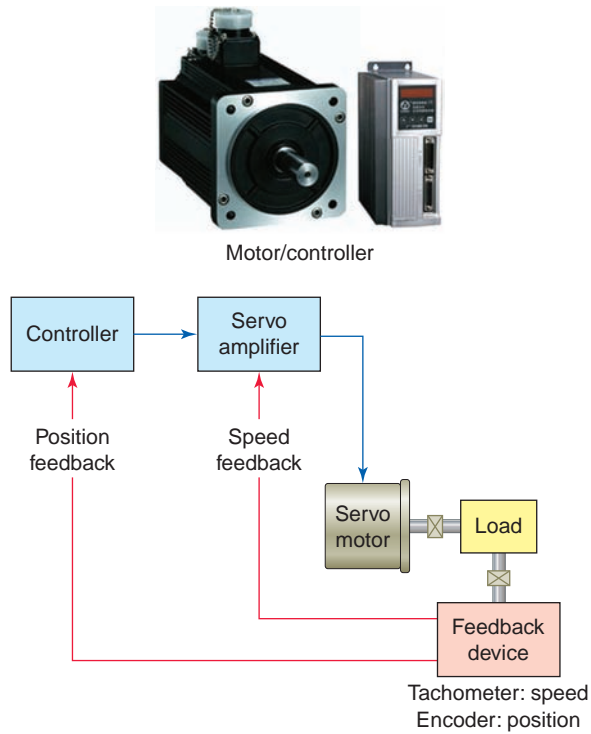 Motor/controller
Controller
Servo
amplifier
Position
feedback
Speed
feedback
Servo
motor
Load
Feedback
device
Tachometer: speed
Encoder: position